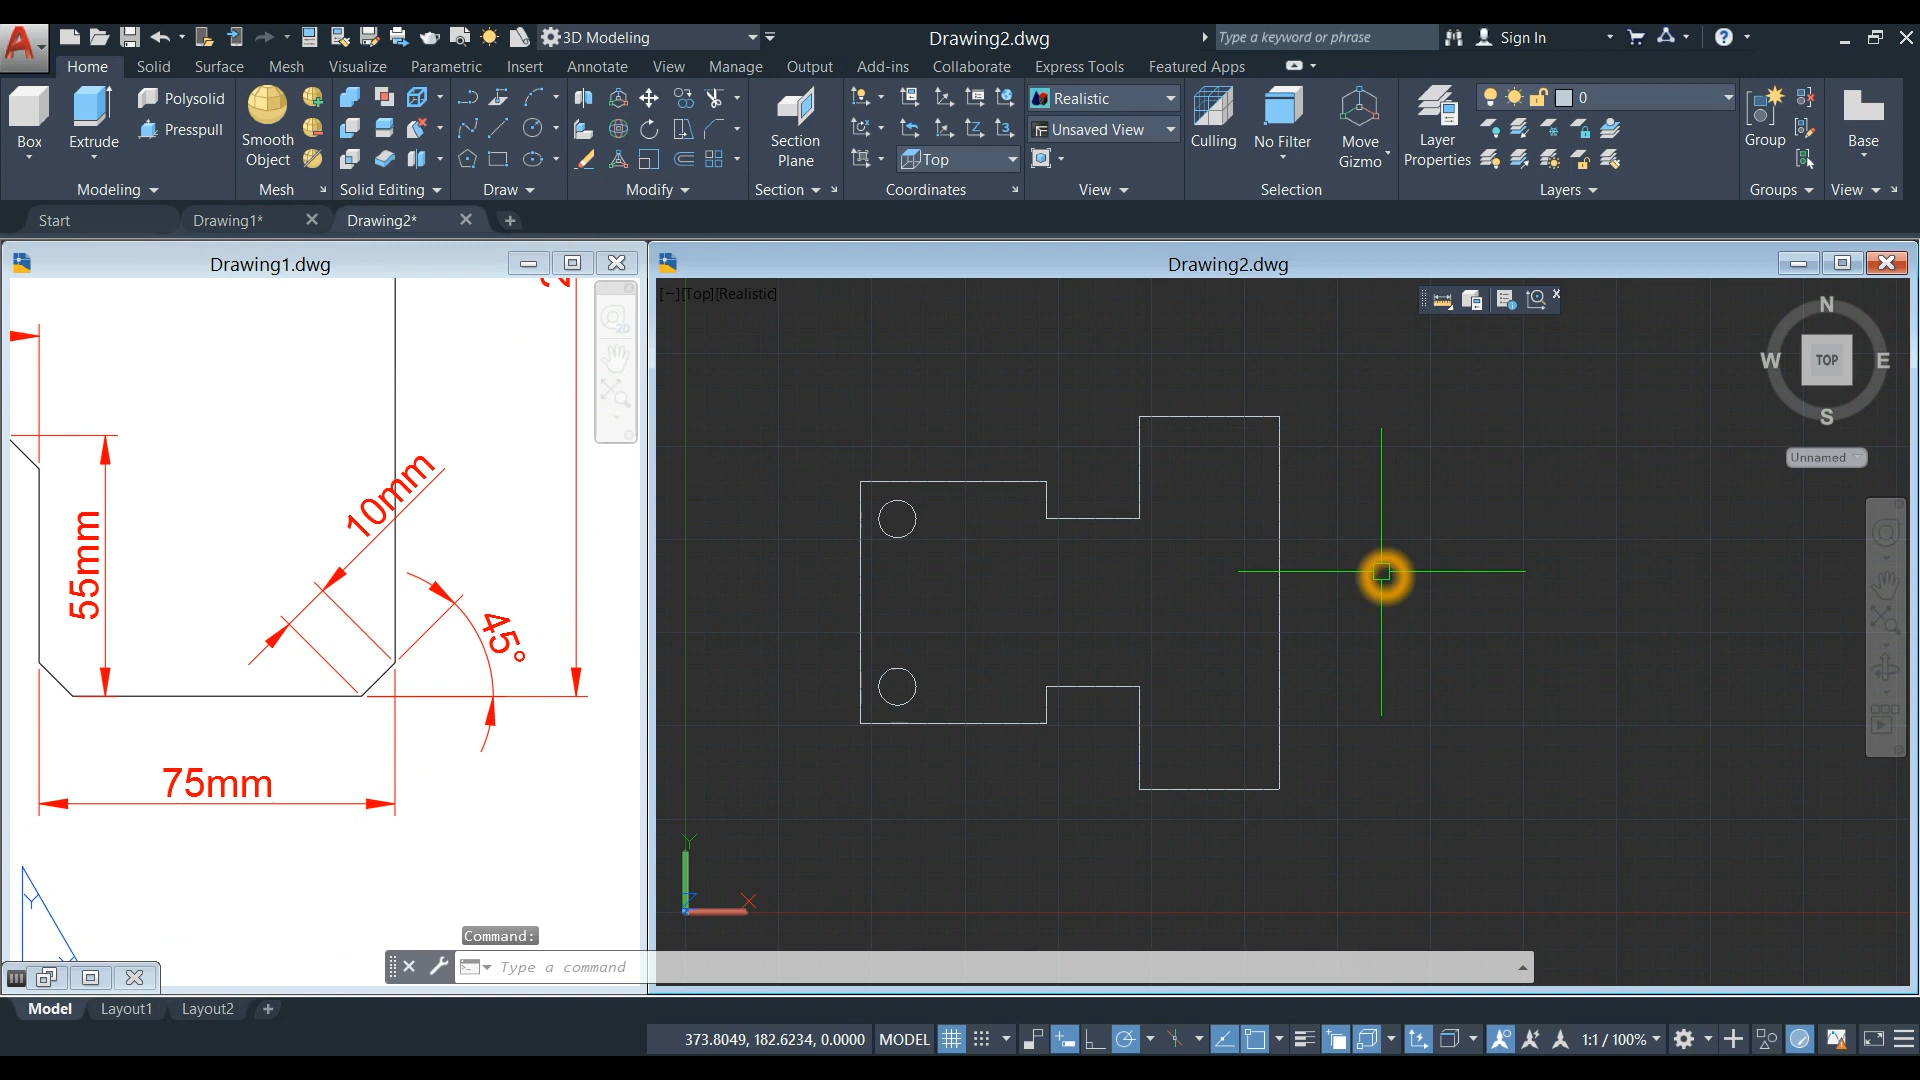 3D Modeling
Drawing2.dwg
Type a keyword or phrase
Sign In
Home
Solid
Surface
Mesh
Visualize
Parametric
Insert
Annotate
View
Manage
Output
Add-ins
Collaborate
Express Tools
Featured Apps
Box
Extrude
Polysolid
Presspull
Smooth
Object
Section
Plane
Top
Realistic
Unsaved View
Culling
No Filter
Move
Gizmo
Layer
Properties
0
Group
Base
Modeling
Mesh
Solid Editing
Draw
Modify
Section
Coordinates
View
Selection
Layers
Groups
View
Start
Drawing1*
Drawing2*
Drawing1.dwg
Drawing2.dwg
[−][Top][Realistic]
N
W
TOP
E
S
Unnamed
2D
55mm
10mm
45°
75mm
Y
Y
X
Z
Command:
Type a command
Model
Layout1
Layout2
373.8049, 182.6234, 0.0000
MODEL
1:1 / 100%